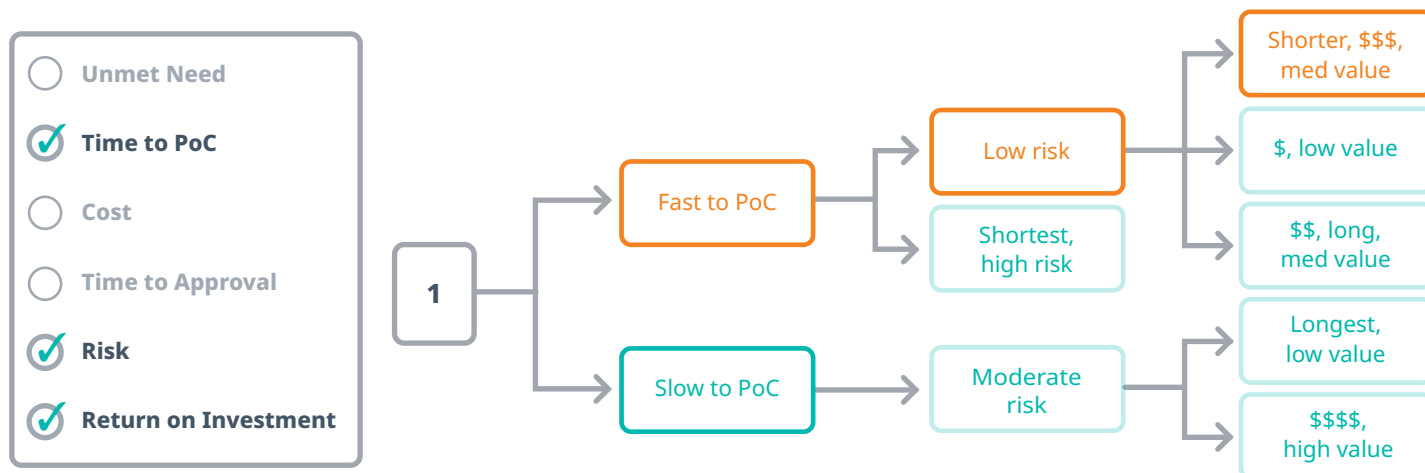 Unmet Need
Time to PoC
Cost
Time to Approval
Risk
Return on Investment
1
Fast to PoC
Slow to PoC
Low risk
Shortest,
high risk
Moderate
risk
Shorter, $$$,
med value
$, low value
$$, long,
med value
Longest,
low value
$$$$,
high value